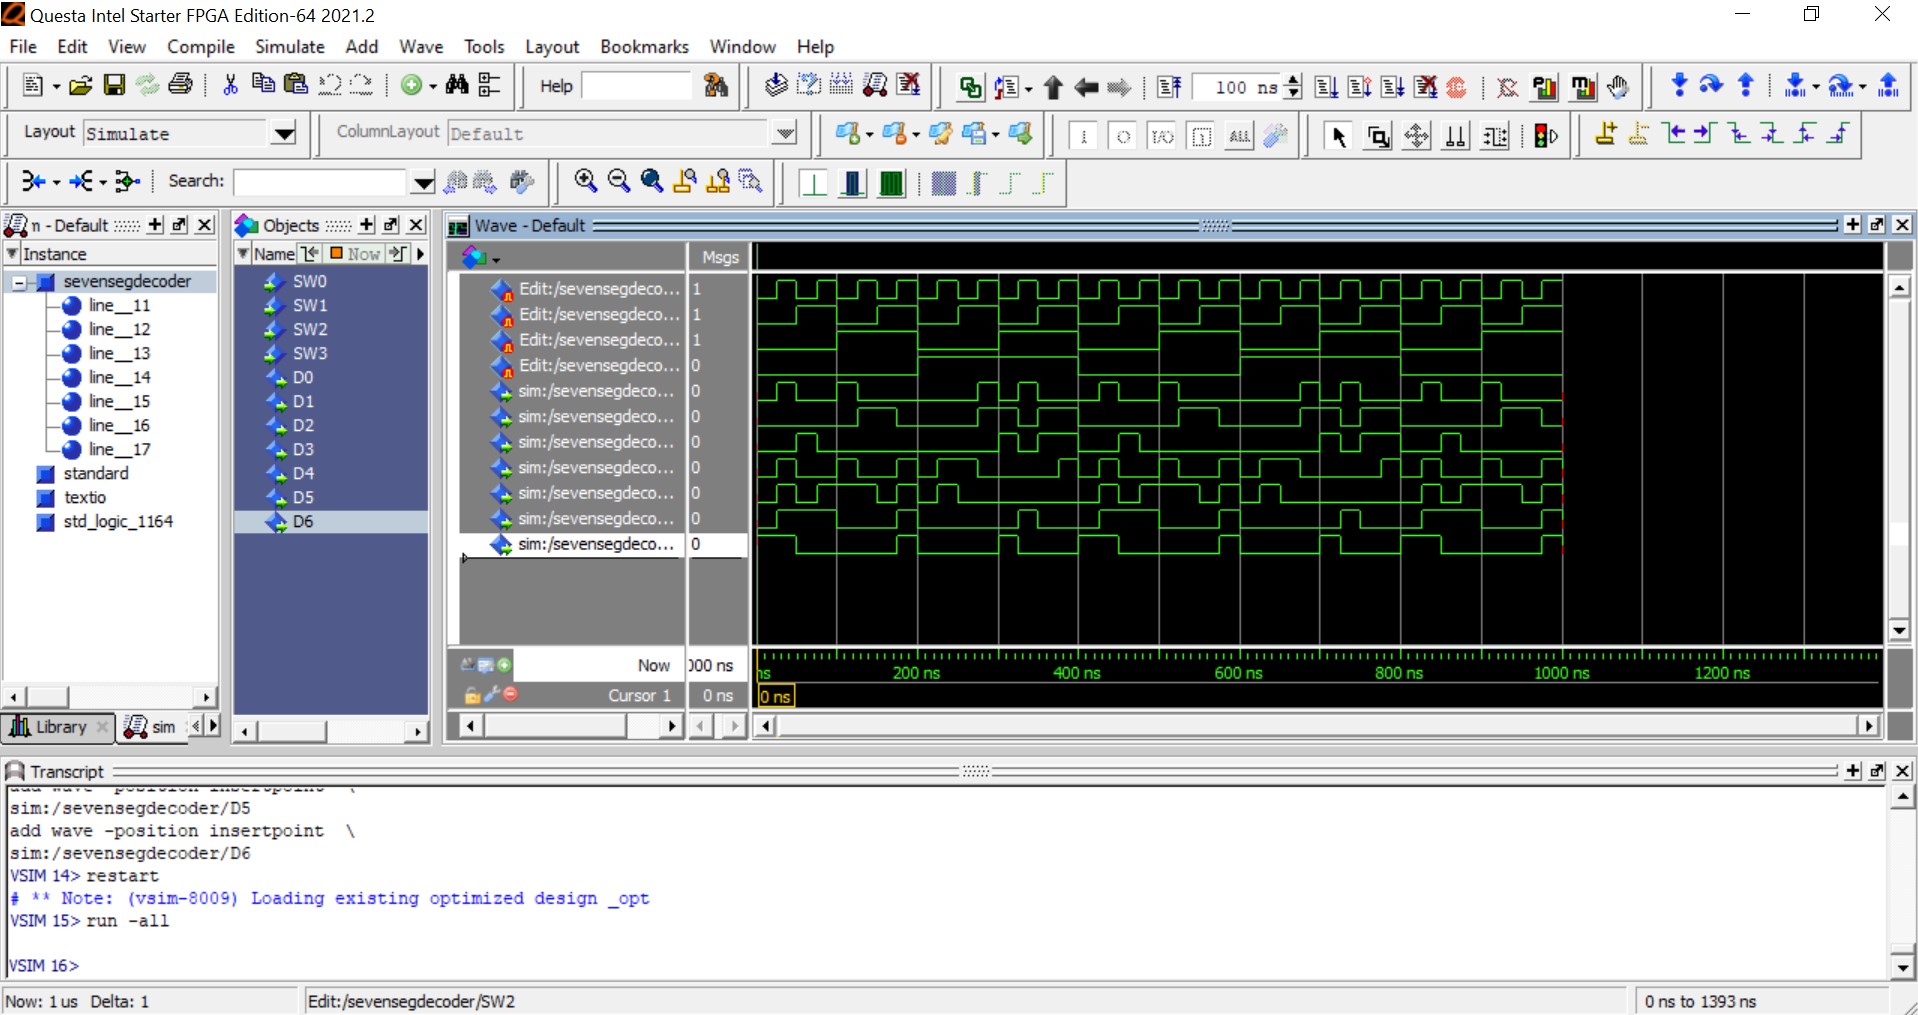 Questa Intel Starter FPGA Edition-64 2021.2
File Edit View Compile Simulate Add Wave Tools Layout Bookmarks Window Help
Help
100 ns
Layout Simulate
ColumnLayout Default
Search:
n - Default
Instance
sevensegdecoder
line__11
line__12
line__13
line__14
line__15
line__16
line__17
standard
textio
std_logic_1164
Library
sim
Objects
Name
Now
SW0
SW1
SW2
SW3
D0
D1
D2
D3
D4
D5
D6
Wave - Default
Msgs
Edit:/sevensegdeco... 1
Edit:/sevensegdeco... 1
Edit:/sevensegdeco... 1
Edit:/sevensegdeco... 0
sim:/sevensegdeco... 0
sim:/sevensegdeco... 0
sim:/sevensegdeco... 0
sim:/sevensegdeco... 0
sim:/sevensegdeco... 0
sim:/sevensegdeco... 0
sim:/sevensegdeco... 0
Now 000 ns
ns 200 ns 400 ns 600 ns 800 ns 1000 ns 1200 ns
Cursor 1 0 ns
0 ns
Transcript
add wave -position insertpoint \
sim:/sevensegdecoder/D5
add wave -position insertpoint \
sim:/sevensegdecoder/D6
VSIM 14> restart
# ** Note: (vsim-8009) Loading existing optimized design _opt
VSIM 15> run -all
VSIM 16>
Now: 1 us Delta: 1
Edit:/sevensegdecoder/SW2
0 ns to 1393 ns